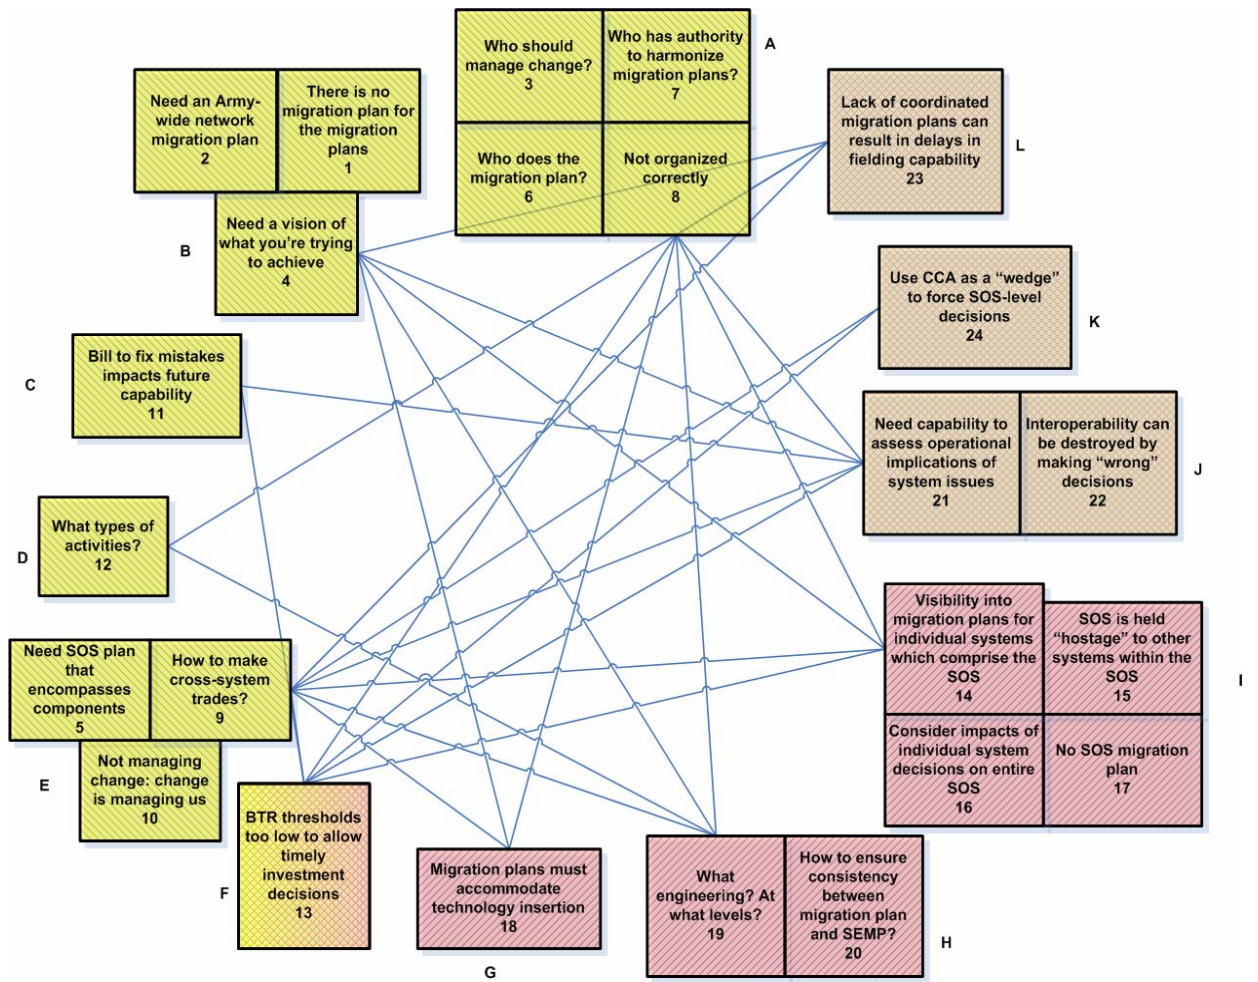 Who should
manage change?
3
Who has authority
to harmonize
migration plans?
7
A
Who does the
migration plan?
6
Not organized
correctly
8
Need an Army-
wide network
migration plan
2
There is no
migration plan for
the migration
plans
1
Need a vision of
what you’re trying
to achieve
4
B
Lack of coordinated
migration plans can
result in delays in
fielding capability
23
L
Use CCA as a “wedge”
to force SOS-level
decisions
24
K
Bill to fix mistakes
impacts future
capability
11
C
Need capability to
assess operational
implications of
system issues
21
Interoperability can
be destroyed by
making “wrong”
decisions
22
J
What types of
activities?
12
D
Visibility into
migration plans for
individual systems
which comprise the
SOS
14
SOS is held
“hostage” to other
systems within the
SOS
15
I
Consider impacts of
individual system
decisions on entire
SOS
16
No SOS migration
plan
17
Need SOS plan
that
encompasses
components
5
How to make
cross-system
trades?
9
Not managing
change: change
is managing us
10
E
BTR thresholds
too low to allow
timely
investment
decisions
13
F
Migration plans must
accommodate
technology insertion
18
G
What
engineering? At
what levels?
19
How to ensure
consistency
between
migration plan
and SEMP?
20
H